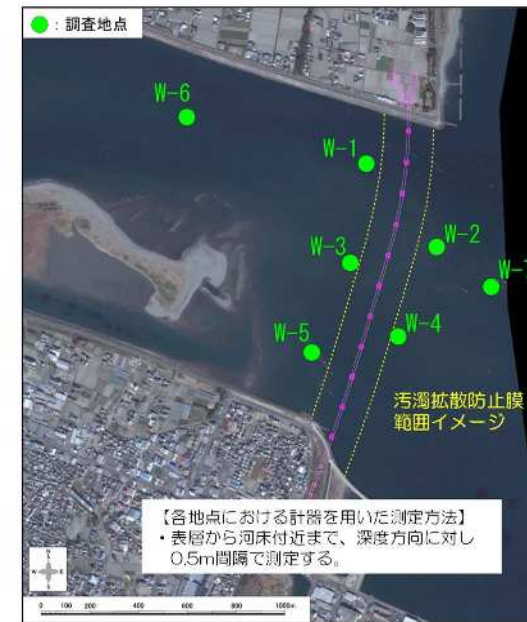 ●：調査地点
W-6
W-1
W-2
W-3
W-7
W-4
W-5
汚濁拡散防止膜
範囲イメージ
【各地点における計器を用いた測定方法】
・表層から河床付近まで、深度方向に対し
0.5m間隔で測定する。
N
W E
S
0 200 400 600 800 1000m